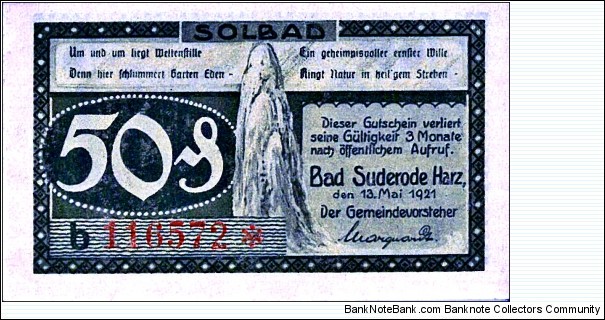 SOLBAD
Um und um liegt Weltenstille
Denn hier schlummert Garten Eden -
Ein geheimnisvoller ernster Wille
Ringt Natur in heil'gem Streben -
50 ₰
Dieser Gutschein verliert
seine Gültigkeit 3 Monate
nach öffentlichem Aufruf.
Bad Suderode Harz,
den 13. Mai 1921
Der Gemeindevorsteher
Marquardt
b 116572 *
BankNoteBank.com - Banknote Collectors Community